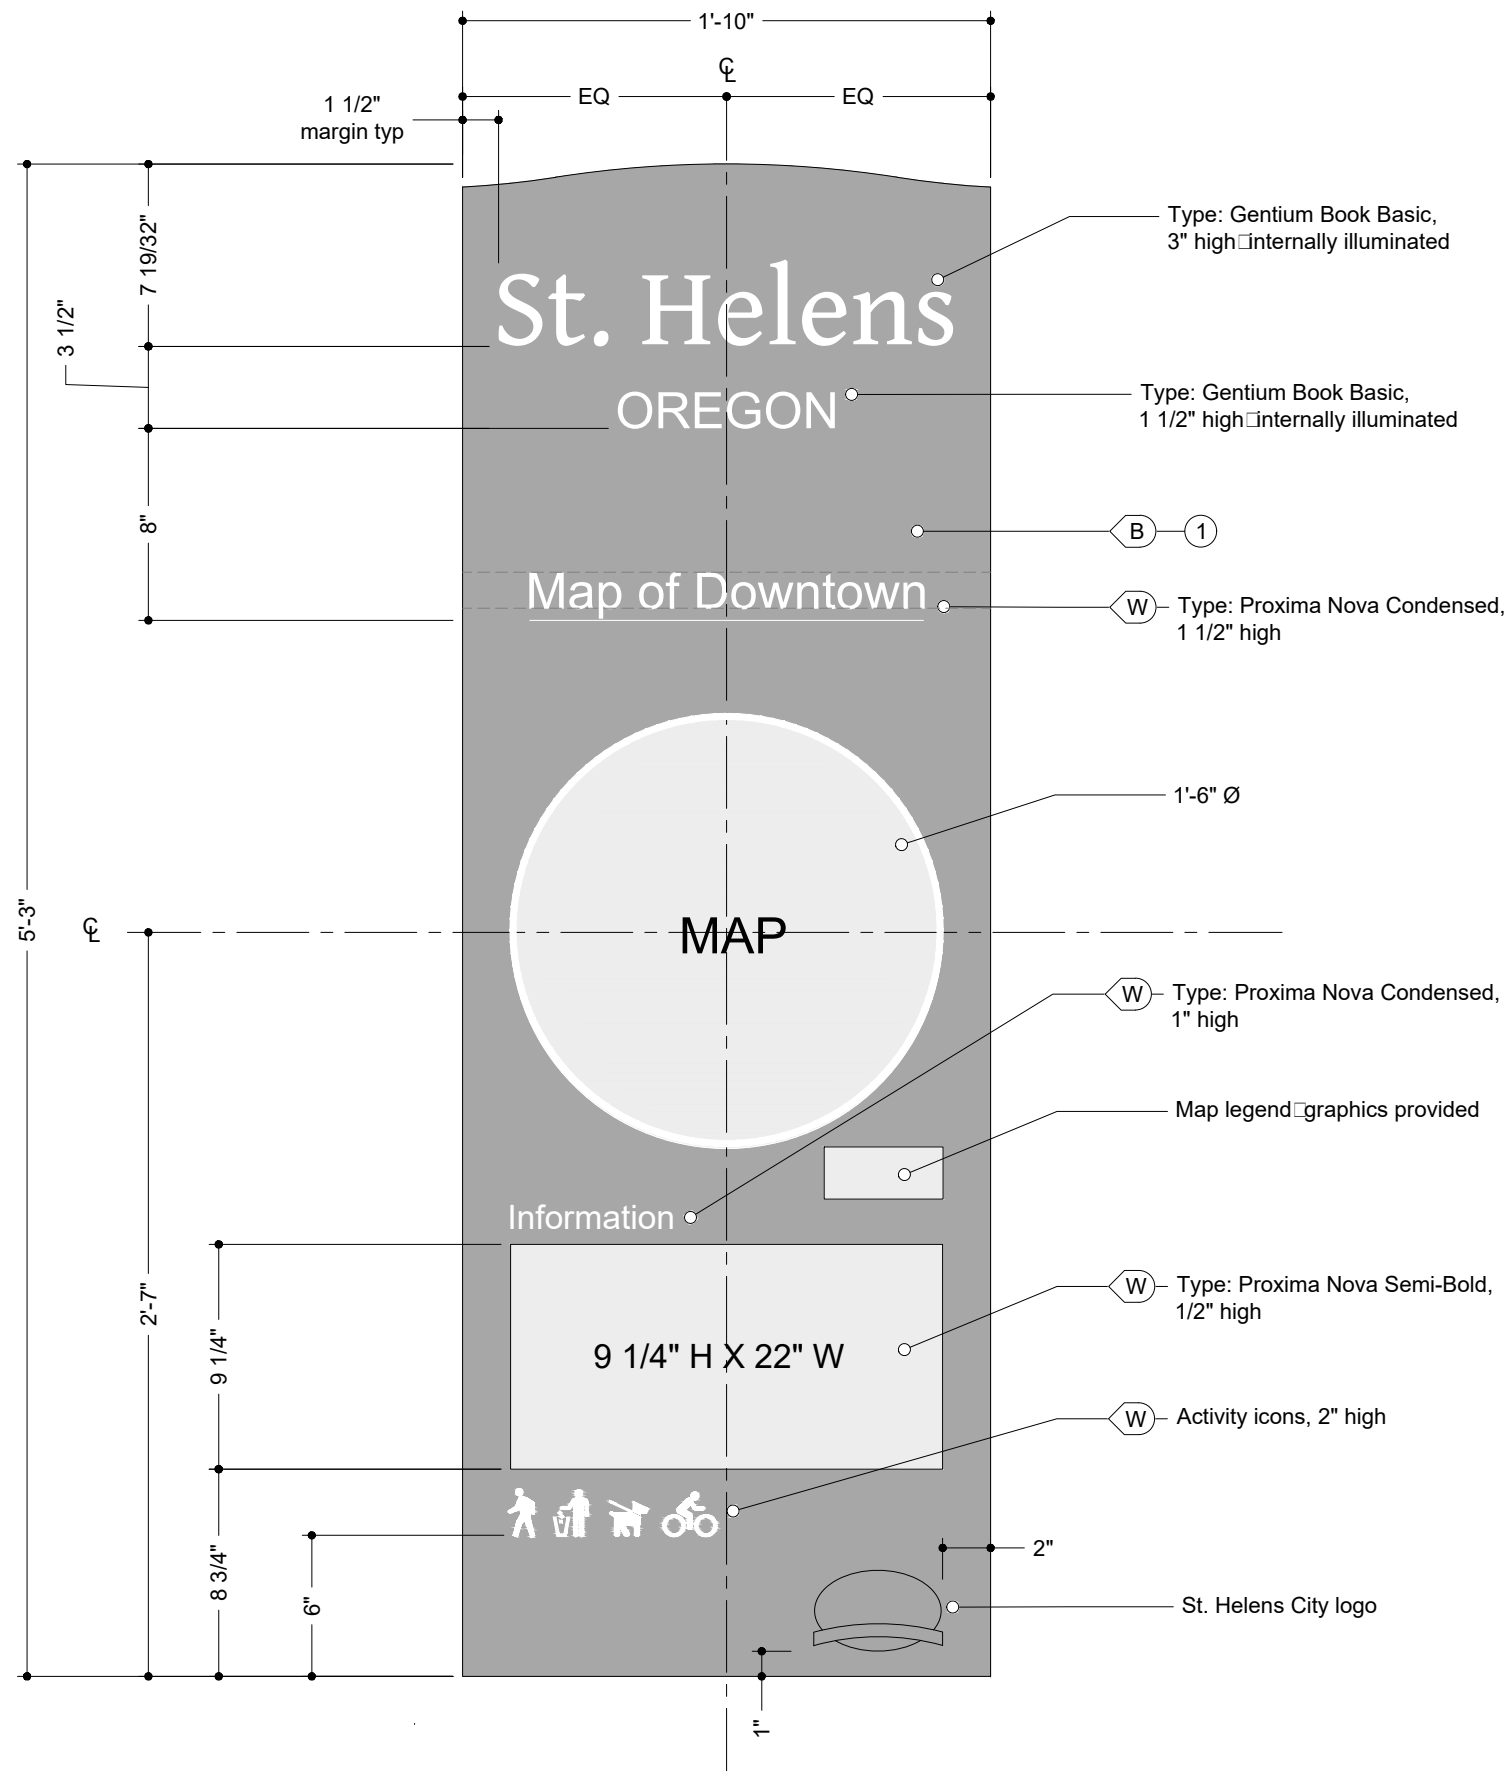 1'-10"
℄
EQ
EQ
1 1/2"
margin typ
7 19/32"
3 1/2"
8"
5'-3"
℄
2'-7"
9 1/4"
8 3/4"
6"
St. Helens
OREGON
Map of Downtown
MAP
Information
9 1/4" H X 22" W
Type: Gentium Book Basic,
3" high□internally illuminated
Type: Gentium Book Basic,
1 1/2" high□internally illuminated
B 1
W Type: Proxima Nova Condensed,
1 1/2" high
1'-6" Ø
W Type: Proxima Nova Condensed,
1" high
Map legend□graphics provided
W Type: Proxima Nova Semi-Bold,
1/2" high
W Activity icons, 2" high
2"
St. Helens City logo
1"